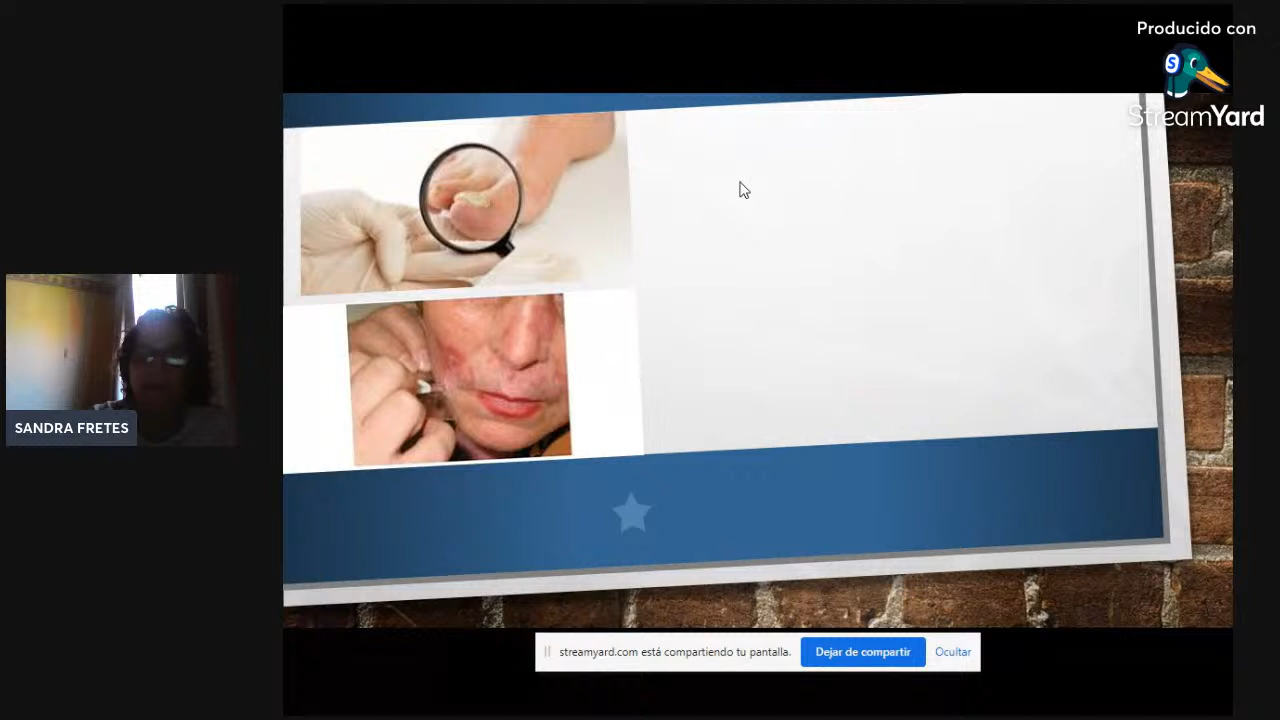 Producido con
StreamYard
SANDRA FRETES
streamyard.com está compartiendo tu pantalla.
Dejar de compartir
Ocultar